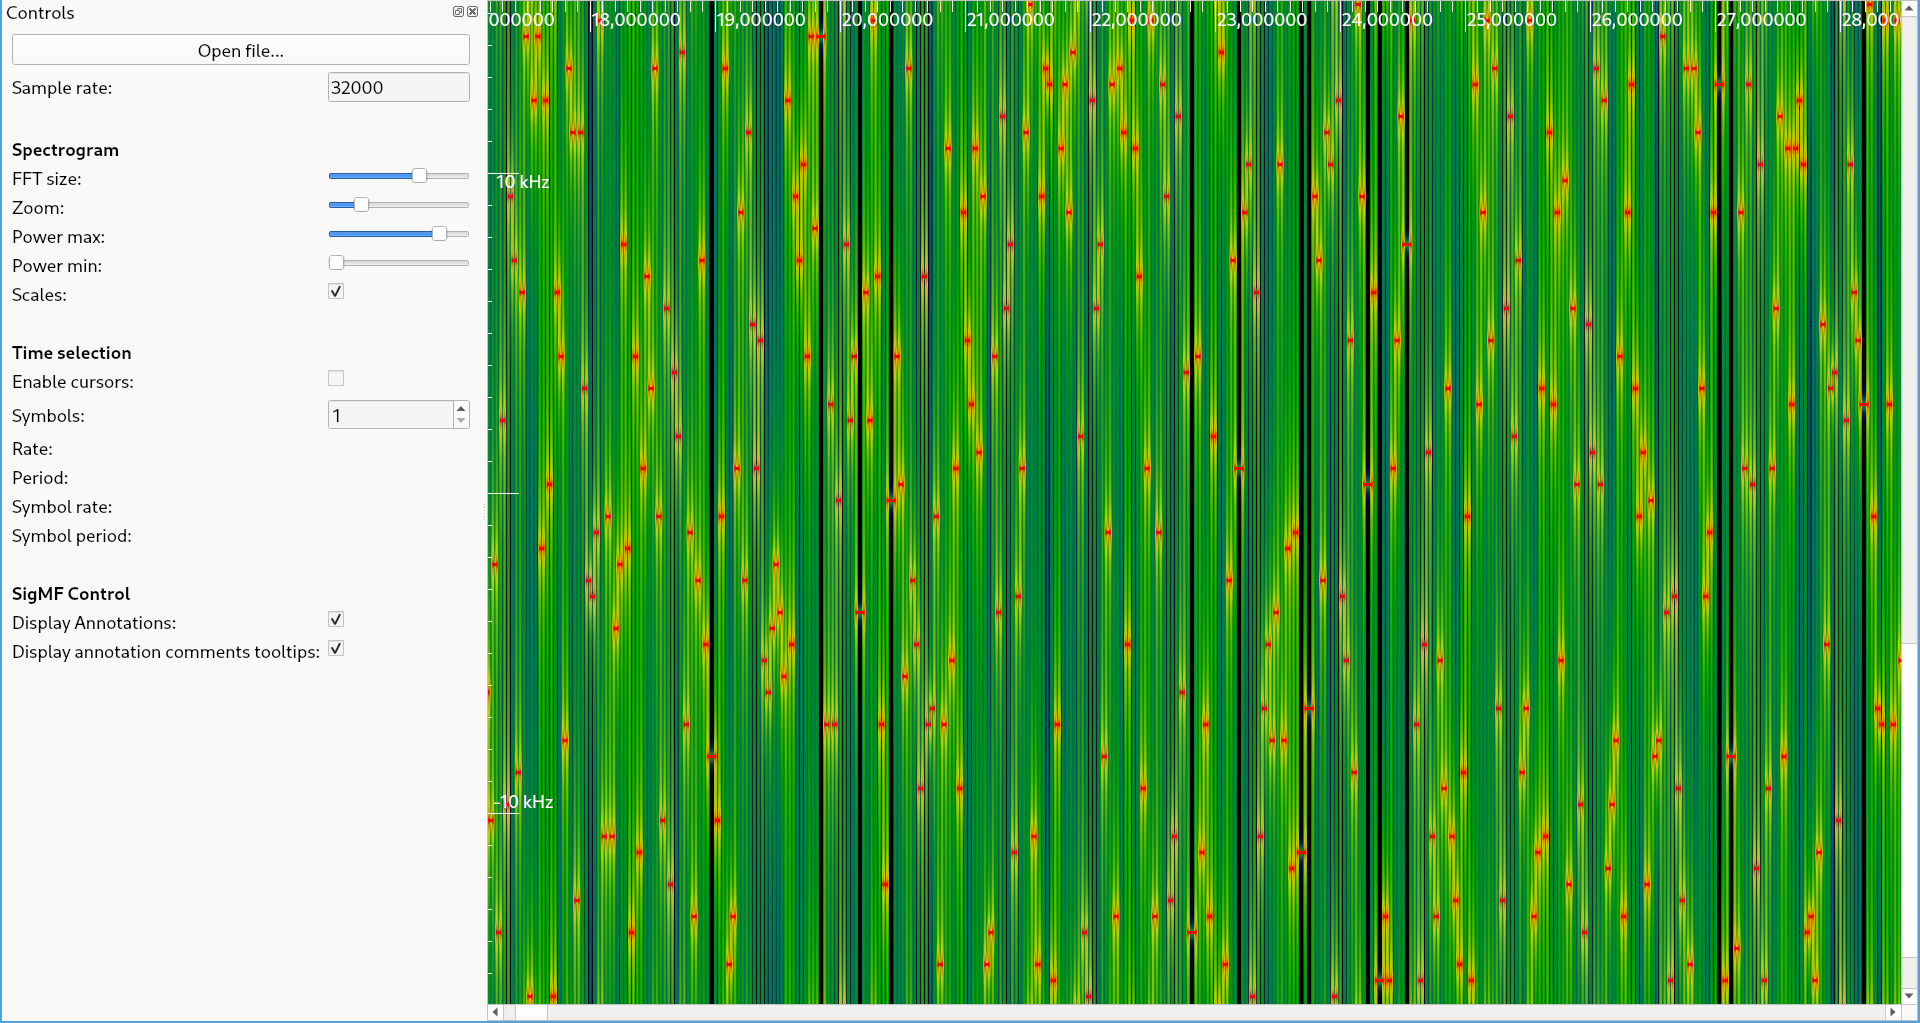 Controls
Open file...
Sample rate: 32000
Spectrogram
FFT size:
Zoom:
Power max:
Power min:
Scales:
Time selection
Enable cursors:
Symbols: 1
Rate:
Period:
Symbol rate:
Symbol period:
SigMF Control
Display Annotations:
Display annotation comments tooltips:
000000 18,000000 19,000000 20,000000 21,000000 22,000000 23,000000 24,000000 25,000000 26,000000 27,000000 28,000
10 kHz
-10 kHz